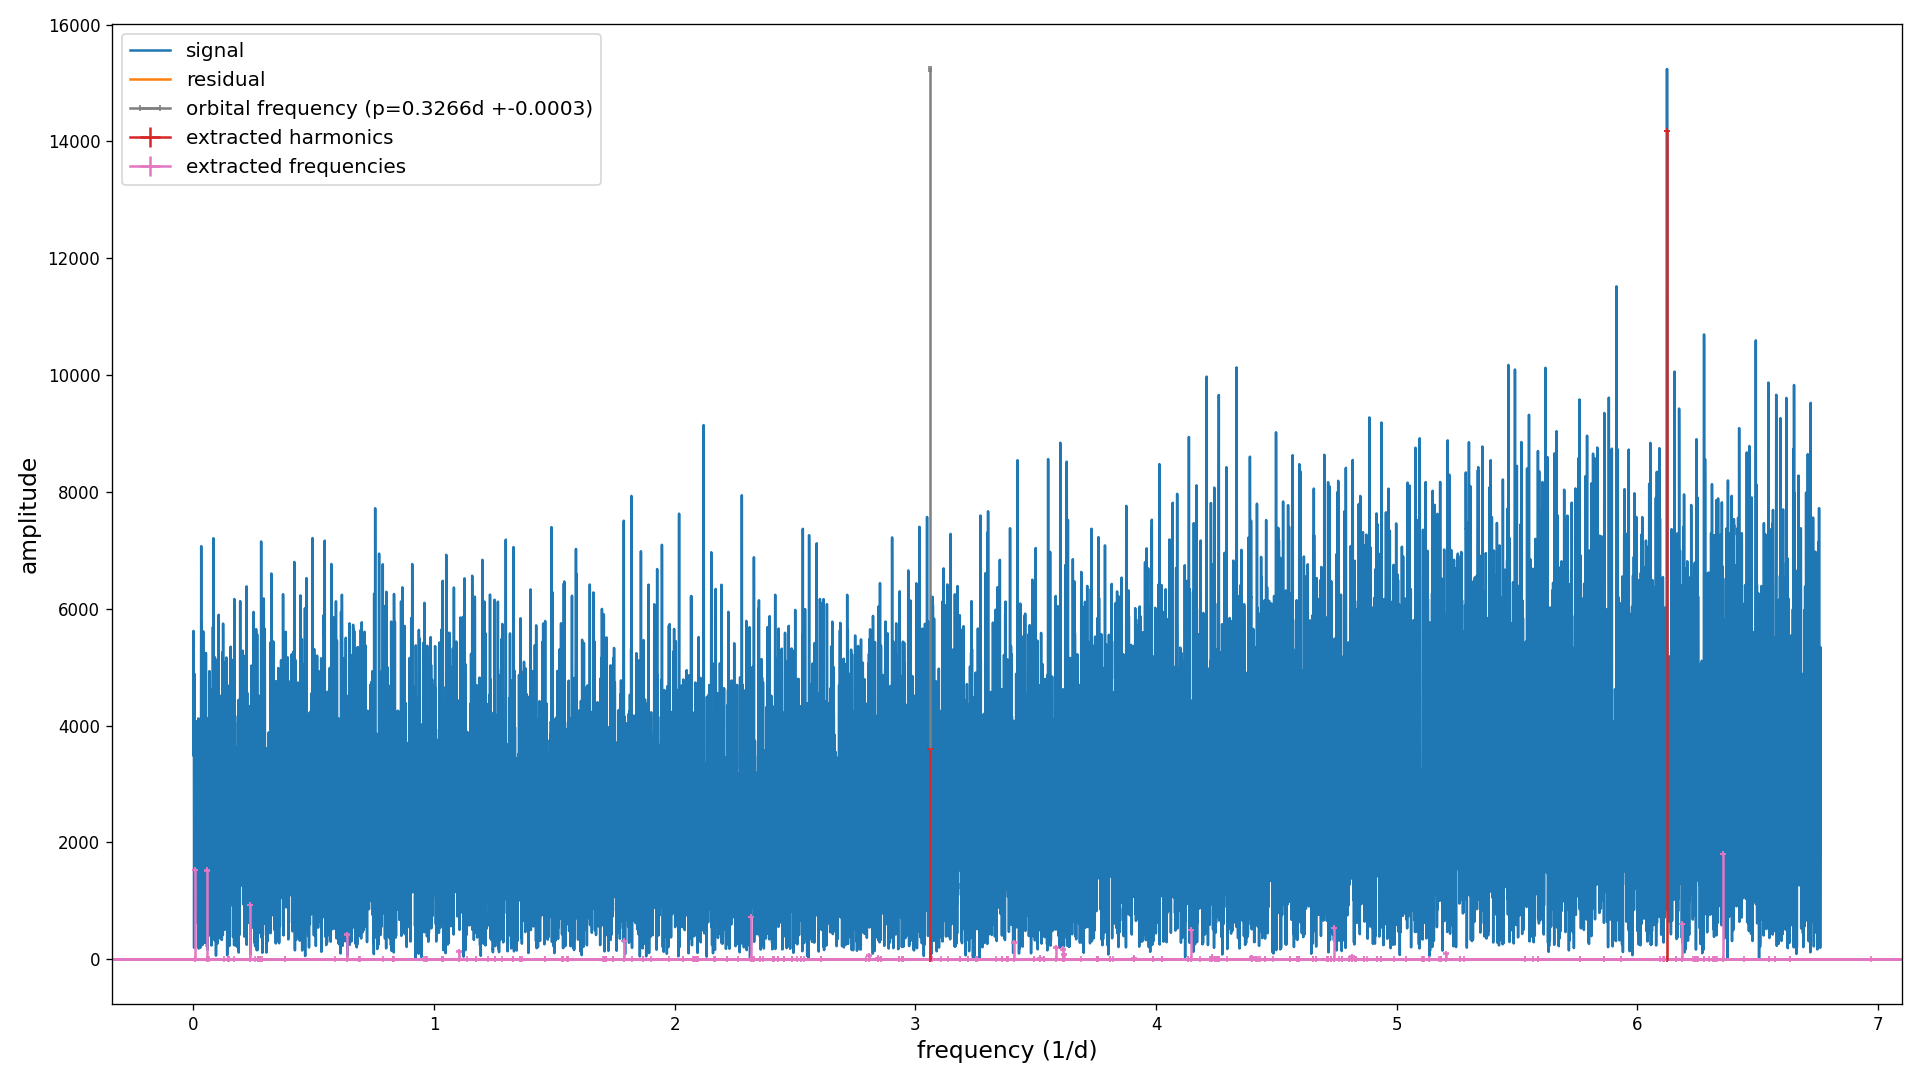 16000
14000
12000
10000
8000
6000
4000
2000
0
amplitude
signal
residual
orbital frequency (p=0.3266d +-0.0003)
extracted harmonics
extracted frequencies
0 1 2 3 4 5 6 7
frequency (1/d)